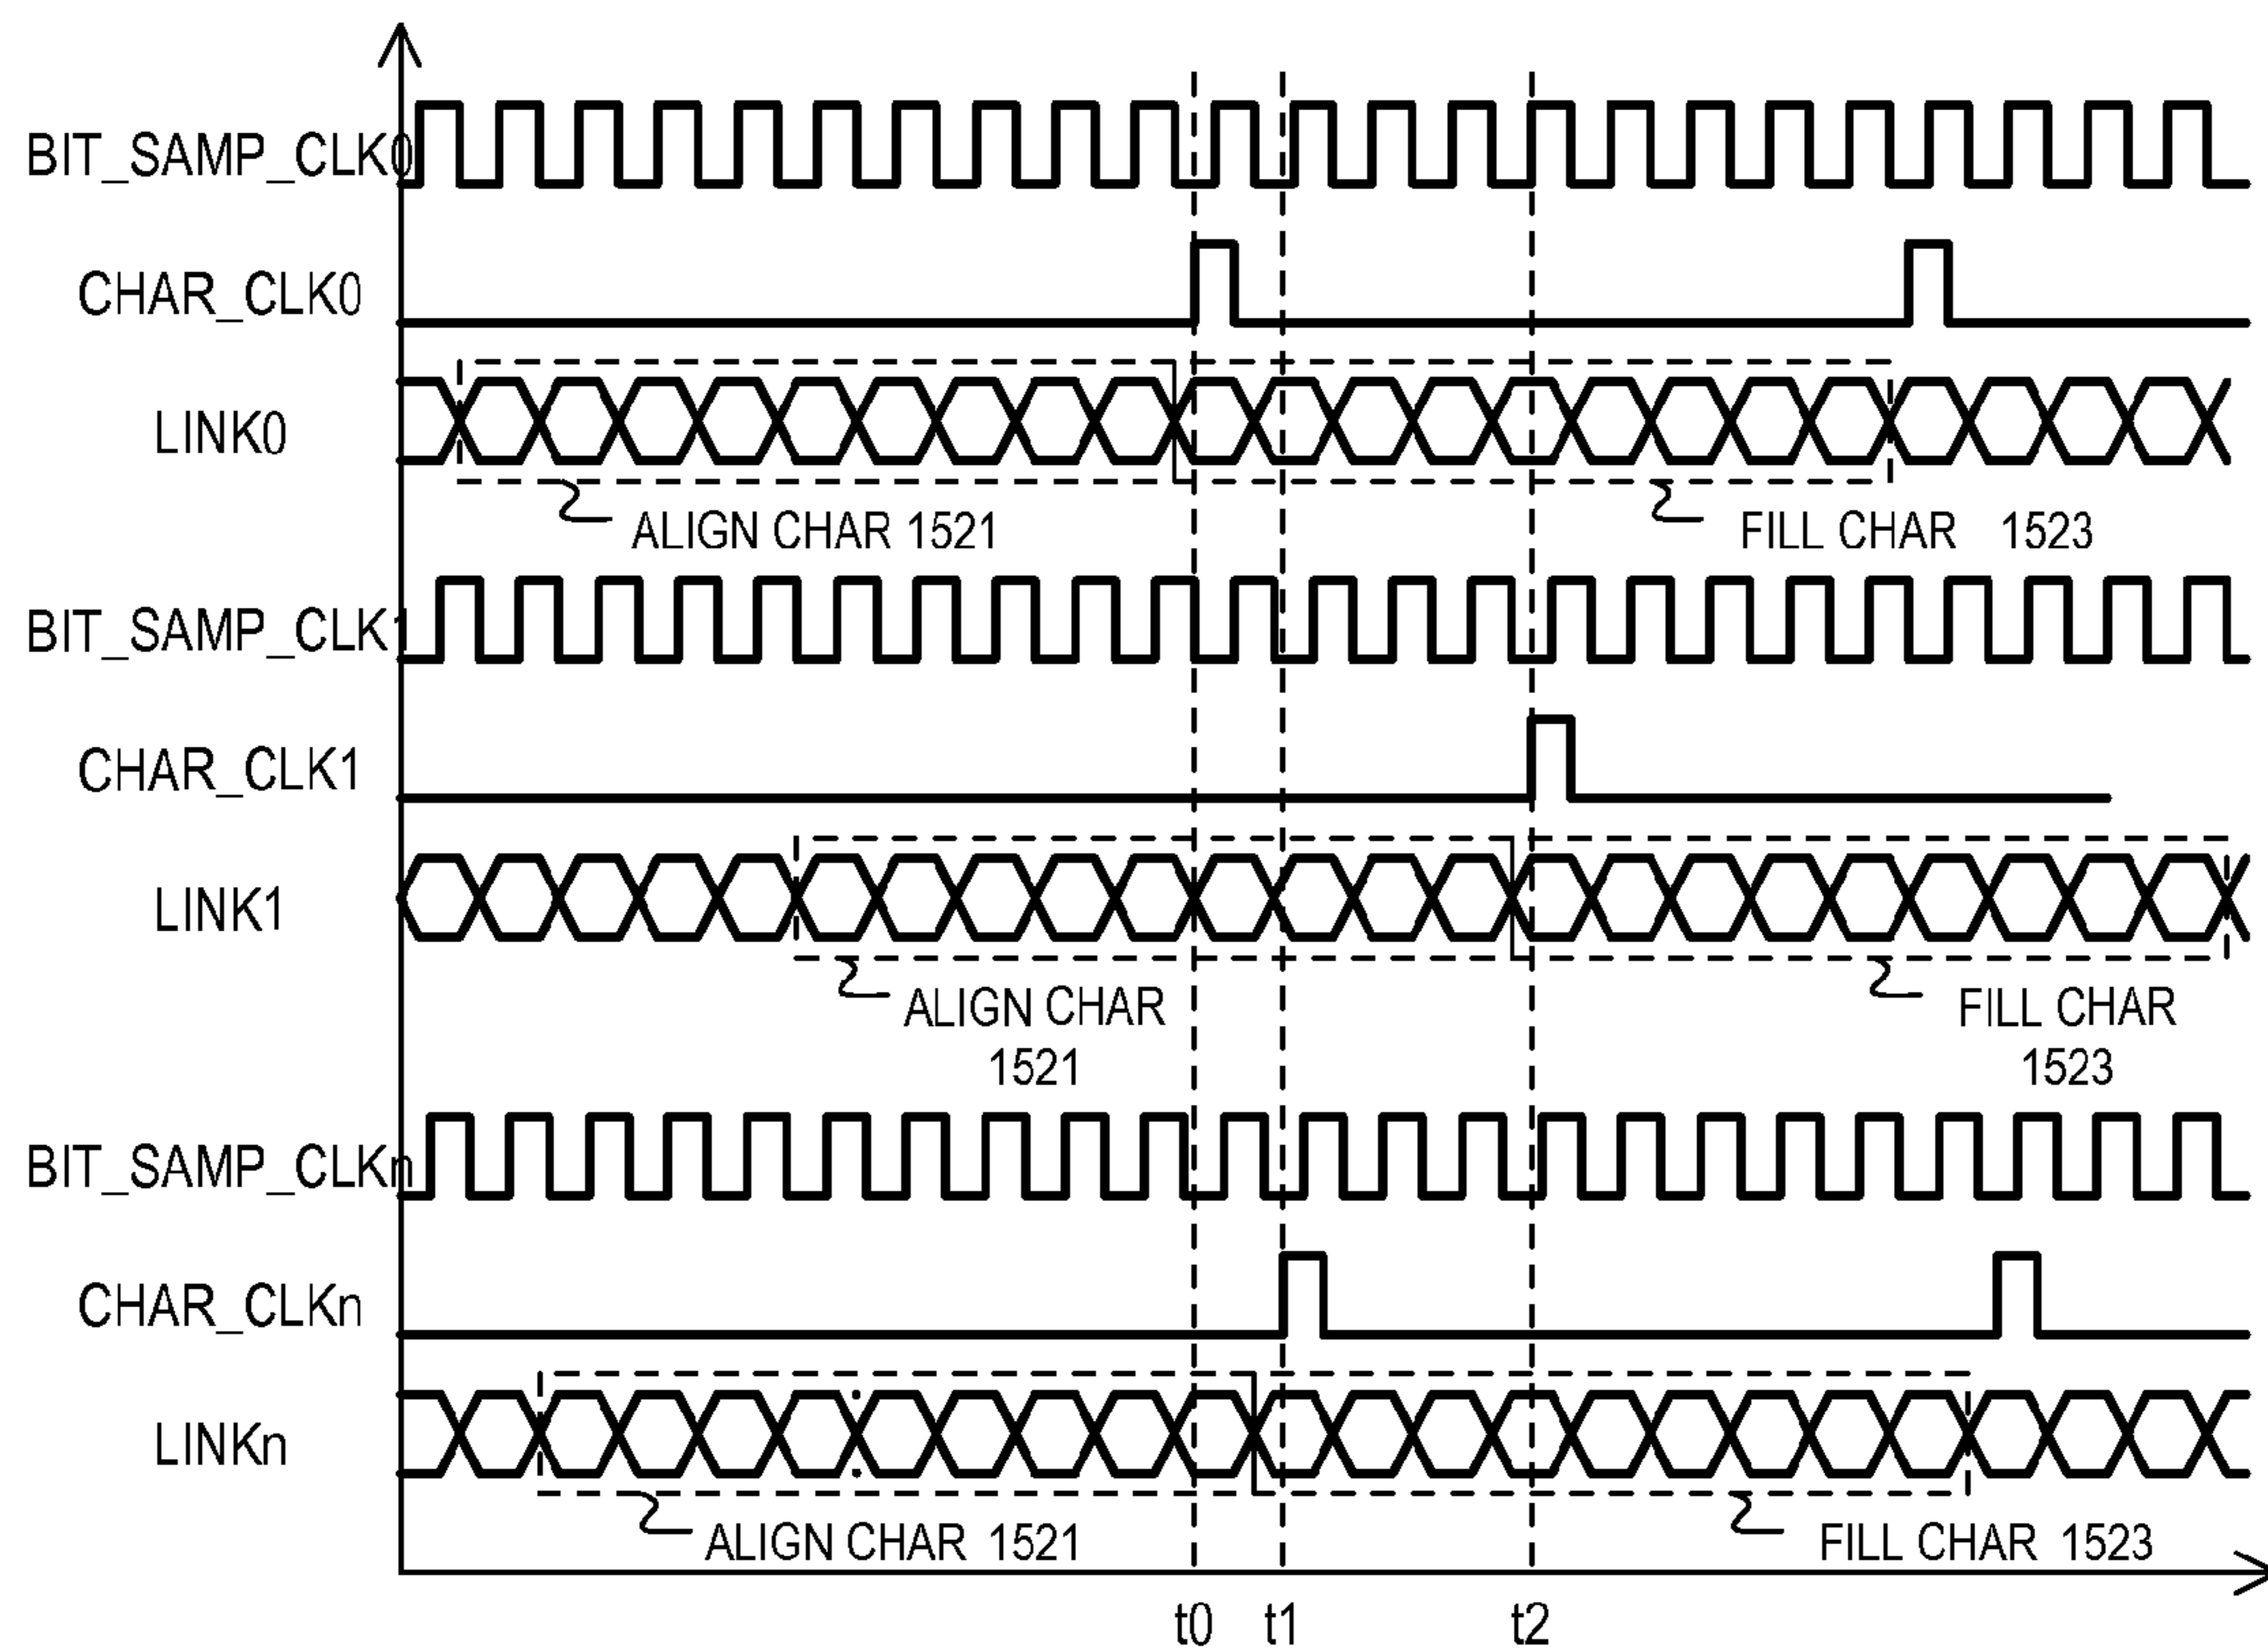 BIT_SAMP_CLK0
CHAR_CLK0
LINK0
ALIGN CHAR 1521
FILL CHAR 1523
BIT_SAMP_CLK1
CHAR_CLK1
LINK1
ALIGN CHAR
1521
FILL CHAR
1523
BIT_SAMP_CLKn
CHAR_CLKn
LINKn
ALIGN CHAR 1521
FILL CHAR 1523
t0 t1 t2